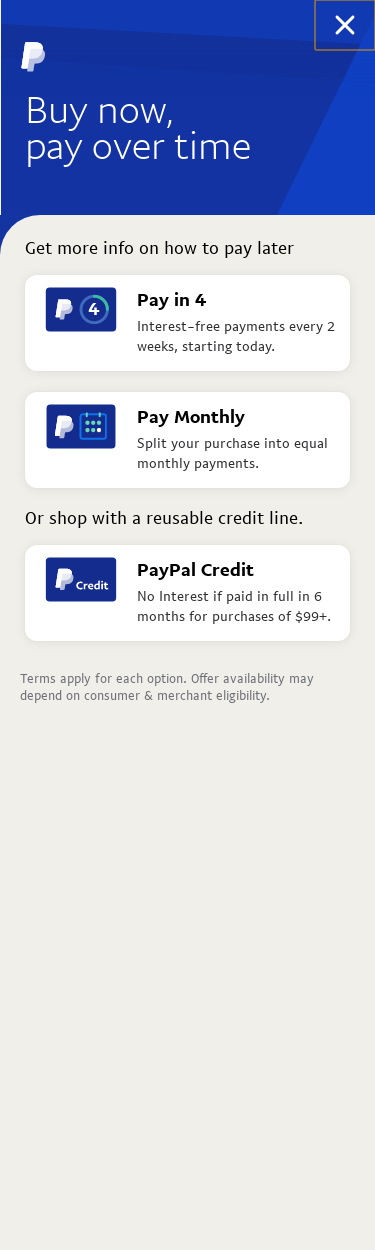 Buy now,
pay over time
Get more info on how to pay later
4
Pay in 4
Interest-free payments every 2
weeks, starting today.
Pay Monthly
Split your purchase into equal
monthly payments.
Or shop with a reusable credit line.
Credit
PayPal Credit
No Interest if paid in full in 6
months for purchases of $99+.
Terms apply for each option. Offer availability may
depend on consumer & merchant eligibility.